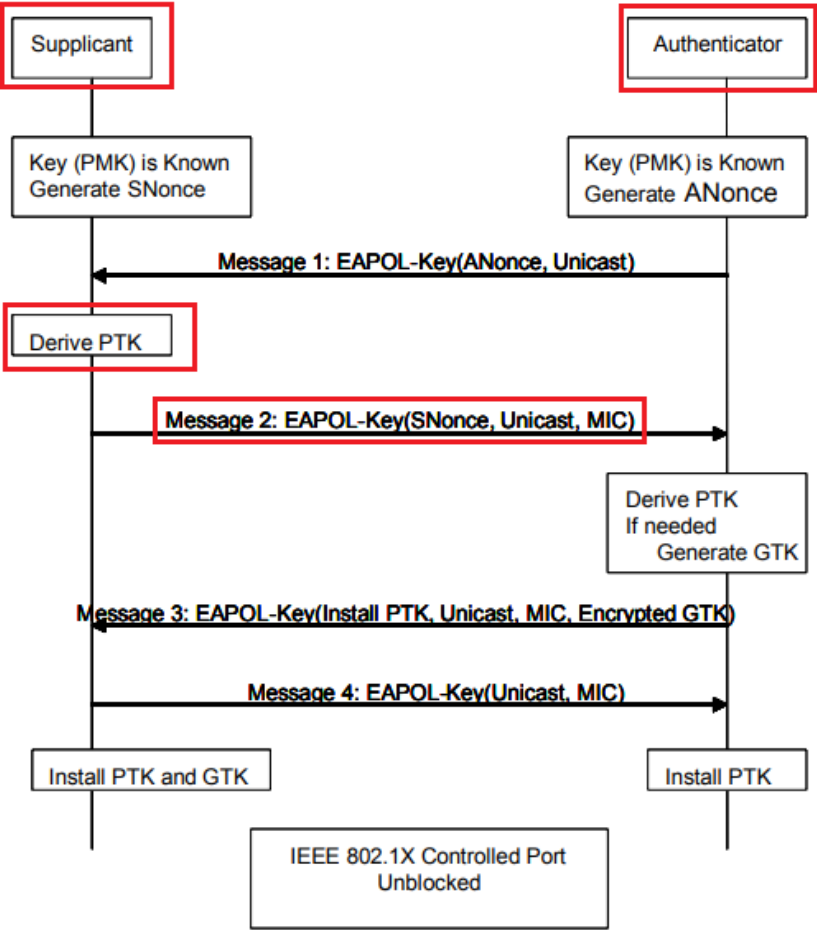 Supplicant
Authenticator
Key (PMK) is Known
Generate SNonce
Key (PMK) is Known
Generate ANonce
Message 1: EAPOL-Key(ANonce, Unicast)
Derive PTK
Message 2: EAPOL-Key(SNonce, Unicast, MIC)
Derive PTK
If needed
Generate GTK
Message 3: EAPOL-Key(Install PTK, Unicast, MIC, Encrypted GTK)
Message 4: EAPOL-Key(Unicast, MIC)
Install PTK and GTK
Install PTK
IEEE 802.1X Controlled Port
Unblocked